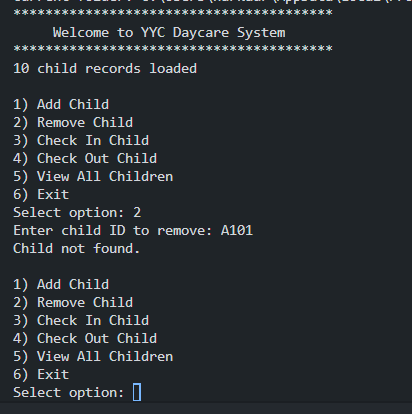 ****************************************
Welcome to YYC Daycare System
****************************************
10 child records loaded
1) Add Child
2) Remove Child
3) Check In Child
4) Check Out Child
5) View All Children
6) Exit
Select option: 2
Enter child ID to remove: A101
Child not found.
1) Add Child
2) Remove Child
3) Check In Child
4) Check Out Child
5) View All Children
6) Exit
Select option: